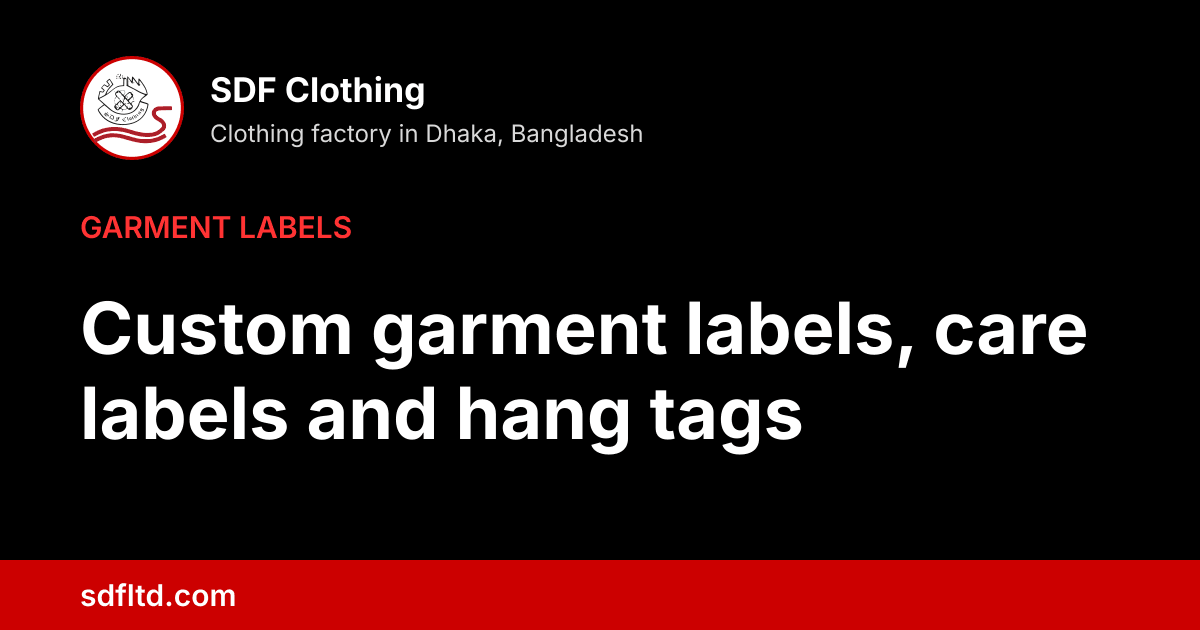 SDF Clothing
Clothing factory in Dhaka, Bangladesh
GARMENT LABELS
Custom garment labels, care
labels and hang tags
sdfltd.com